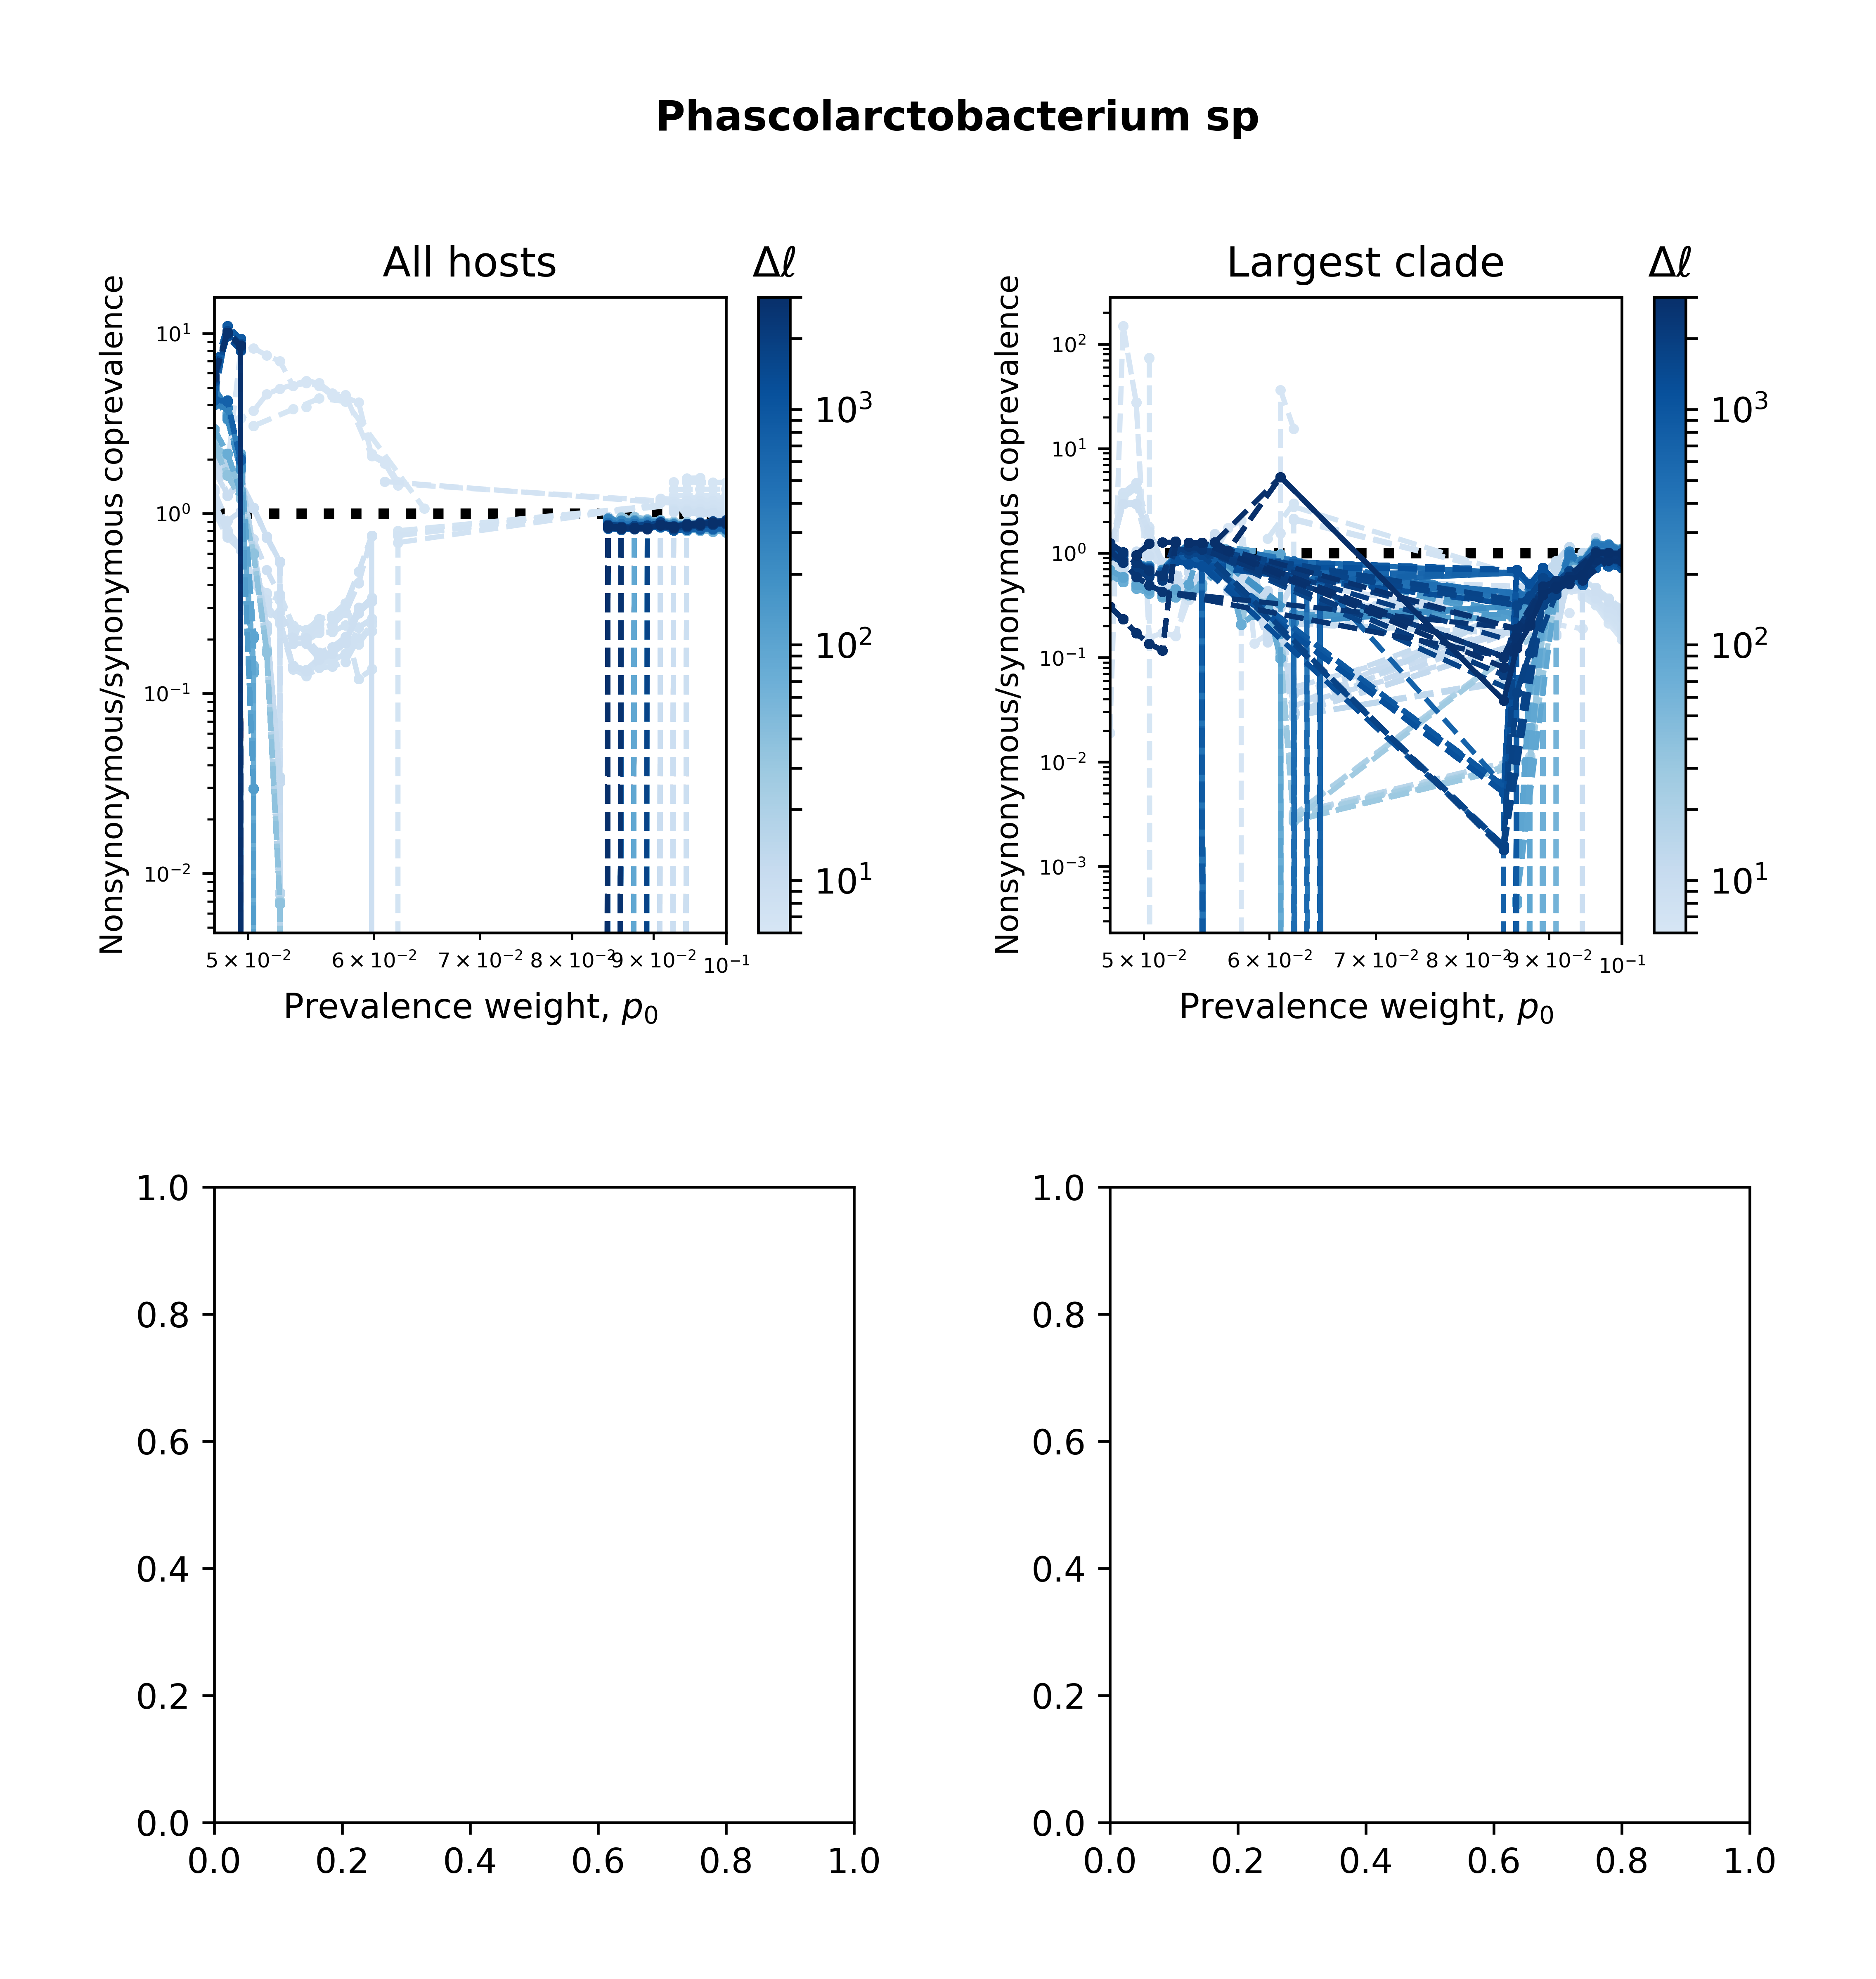 Phascolarctobacterium sp
All hosts
Δℓ
Largest clade
Δℓ
Nonsynonymous/synonymous coprevalence
10¹
10⁰
10⁻¹
10⁻²
5×10⁻² 6×10⁻² 7×10⁻² 8×10⁻² 9×10⁻² 10⁻¹
Prevalence weight, p₀
10³
10²
10¹
Nonsynonymous/synonymous coprevalence
10²
10¹
10⁰
10⁻¹
10⁻²
10⁻³
5×10⁻² 6×10⁻² 7×10⁻² 8×10⁻² 9×10⁻² 10⁻¹
Prevalence weight, p₀
10³
10²
10¹
1.0
0.8
0.6
0.4
0.2
0.0
0.0 0.2 0.4 0.6 0.8 1.0
1.0
0.8
0.6
0.4
0.2
0.0
0.0 0.2 0.4 0.6 0.8 1.0